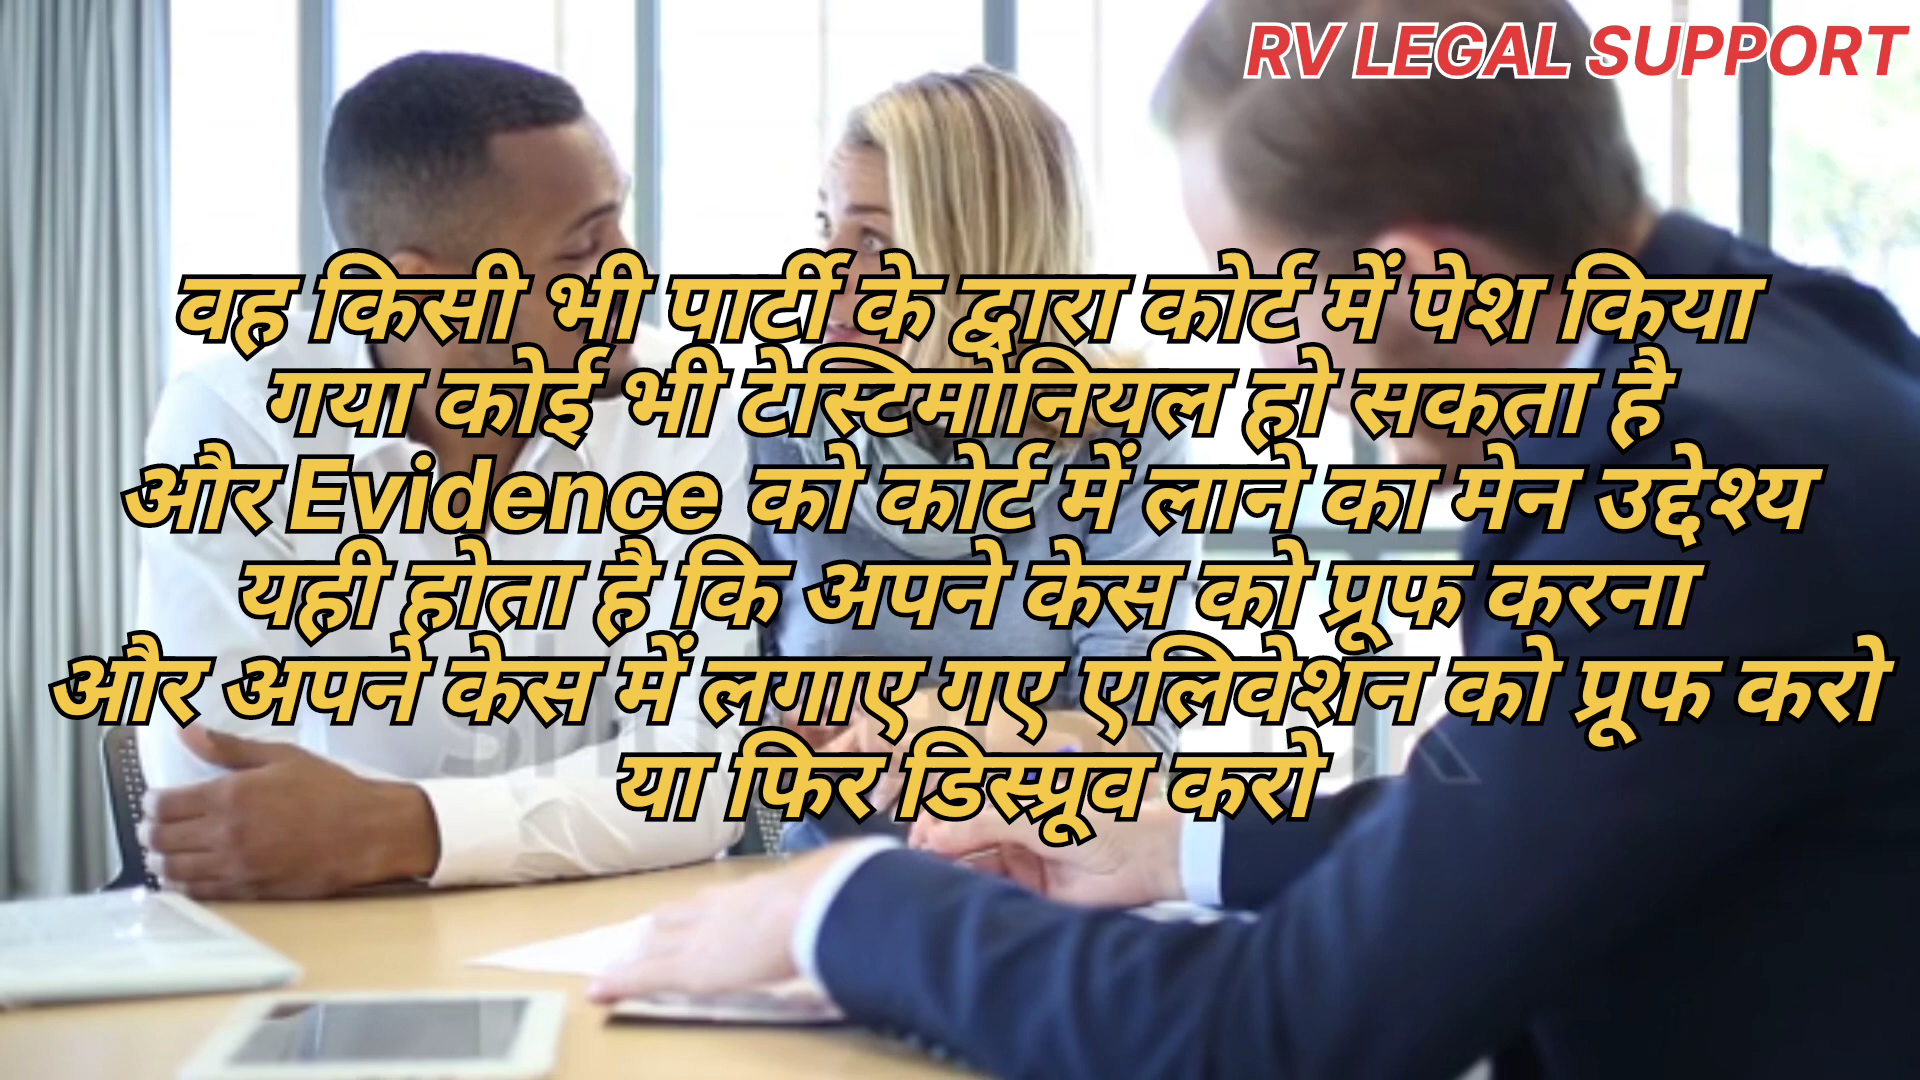 RV LEGAL SUPPORT
वह किसी भी पार्टी के द्वारा कोर्ट में पेश किया
गया कोई भी टेस्टिमोनियल हो सकता है
और Evidence को कोर्ट में लाने का मेन उद्देश्य
यही होता है कि अपने केस को प्रूफ करना
और अपने केस में लगाए गए एलिवेशन को प्रूफ करो
या फिर डिस्प्रूव करो